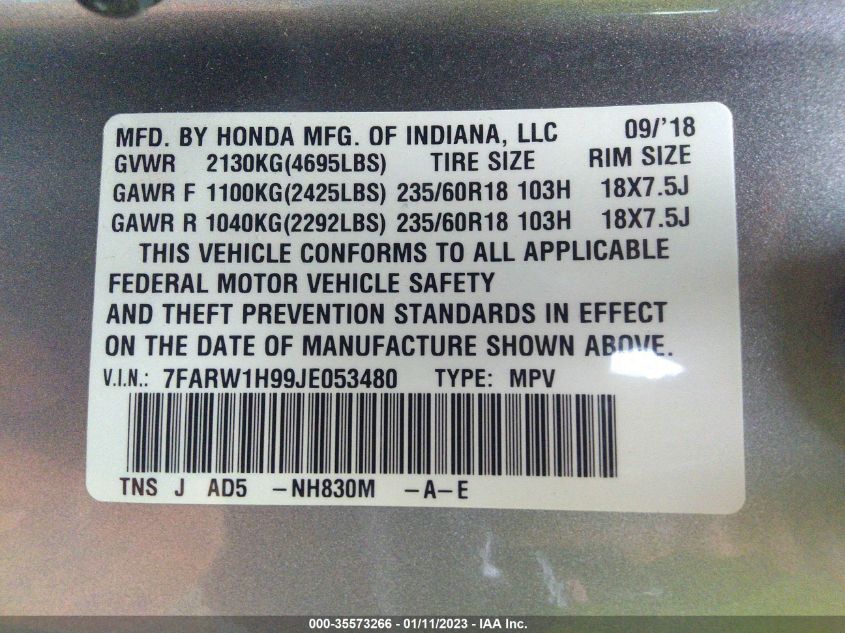 MFD. BY HONDA MFG. OF INDIANA, LLC 09/'18
GVWR 2130KG(4695LBS) TIRE SIZE RIM SIZE
GAWR F 1100KG(2425LBS) 235/60R18 103H 18X7.5J
GAWR R 1040KG(2292LBS) 235/60R18 103H 18X7.5J
THIS VEHICLE CONFORMS TO ALL APPLICABLE
FEDERAL MOTOR VEHICLE SAFETY
AND THEFT PREVENTION STANDARDS IN EFFECT
ON THE DATE OF MANUFACTURE SHOWN ABOVE.
V.I.N.: 7FARW1H99JE053480 TYPE: MPV
TNS J AD5 -NH830M -A-E
000-35573266 - 01/11/2023 - IAA Inc.